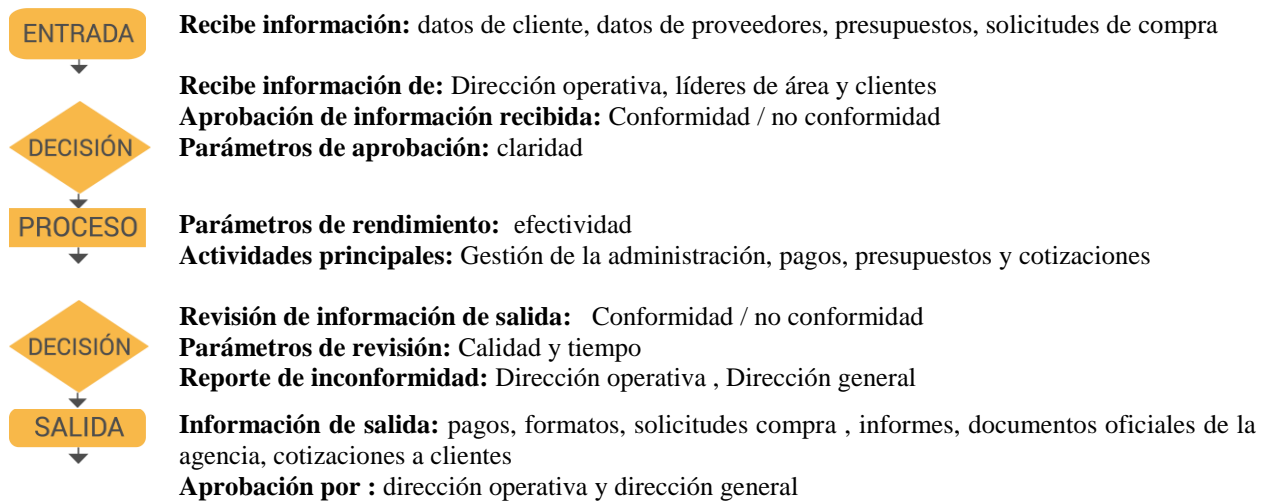 ENTRADA
Recibe información: datos de cliente, datos de proveedores, presupuestos, solicitudes de compra
Recibe información de: Dirección operativa, líderes de área y clientes
Aprobación de información recibida: Conformidad / no conformidad
DECISIÓN
Parámetros de aprobación: claridad
PROCESO
Parámetros de rendimiento: efectividad
Actividades principales: Gestión de la administración, pagos, presupuestos y cotizaciones
Revisión de información de salida: Conformidad / no conformidad
DECISIÓN
Parámetros de revisión: Calidad y tiempo
Reporte de inconformidad: Dirección operativa , Dirección general
SALIDA
Información de salida: pagos, formatos, solicitudes compra , informes, documentos oficiales de la
agencia, cotizaciones a clientes
Aprobación por : dirección operativa y dirección general